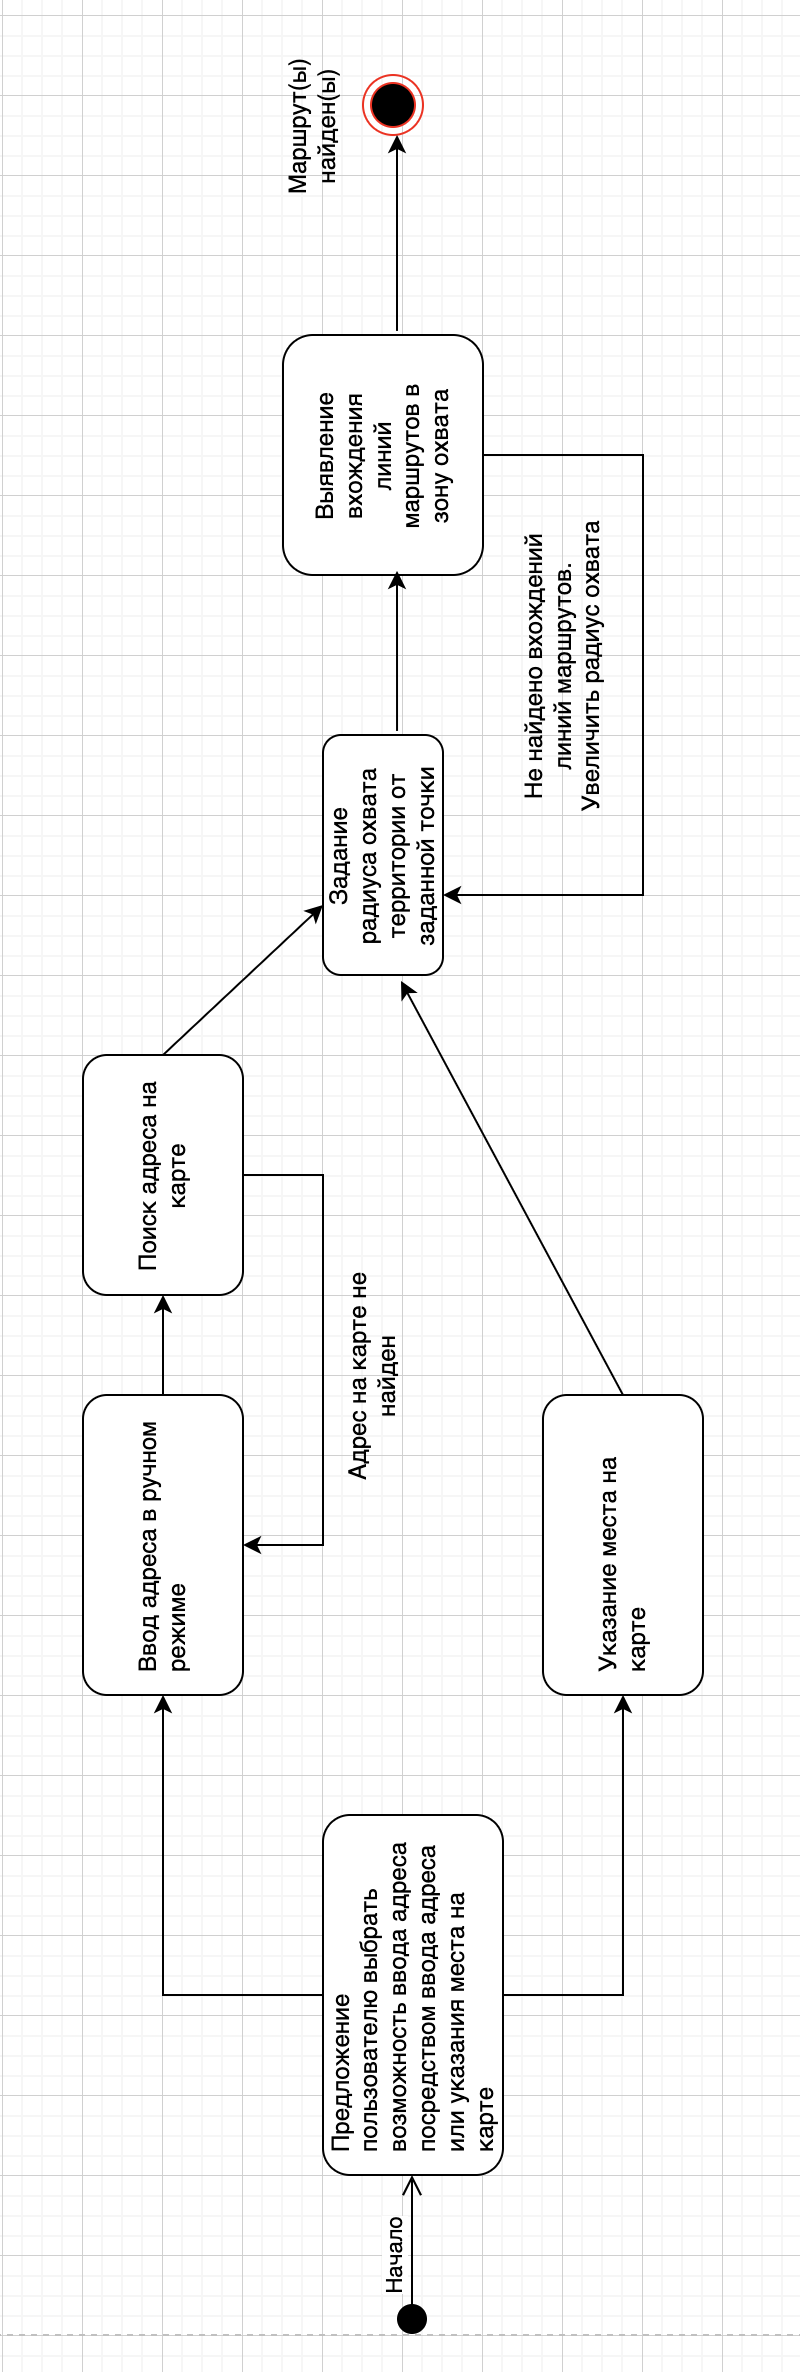 Начало
Предложение
пользователю выбрать
возможность ввода адреса
посредством ввода адреса
или указания места на
карте
Ввод адреса в ручном
режиме
Поиск адреса на
карте
Адрес на карте не
найден
Указание места на
карте
Задание
радиуса охвата
территории от
заданной точки
Выявление
вхождения
линий
маршрутов в
зону охвата
Не найдено вхождений
линий маршрутов.
Увеличить радиус охвата
Маршрут(ы)
найден(ы)